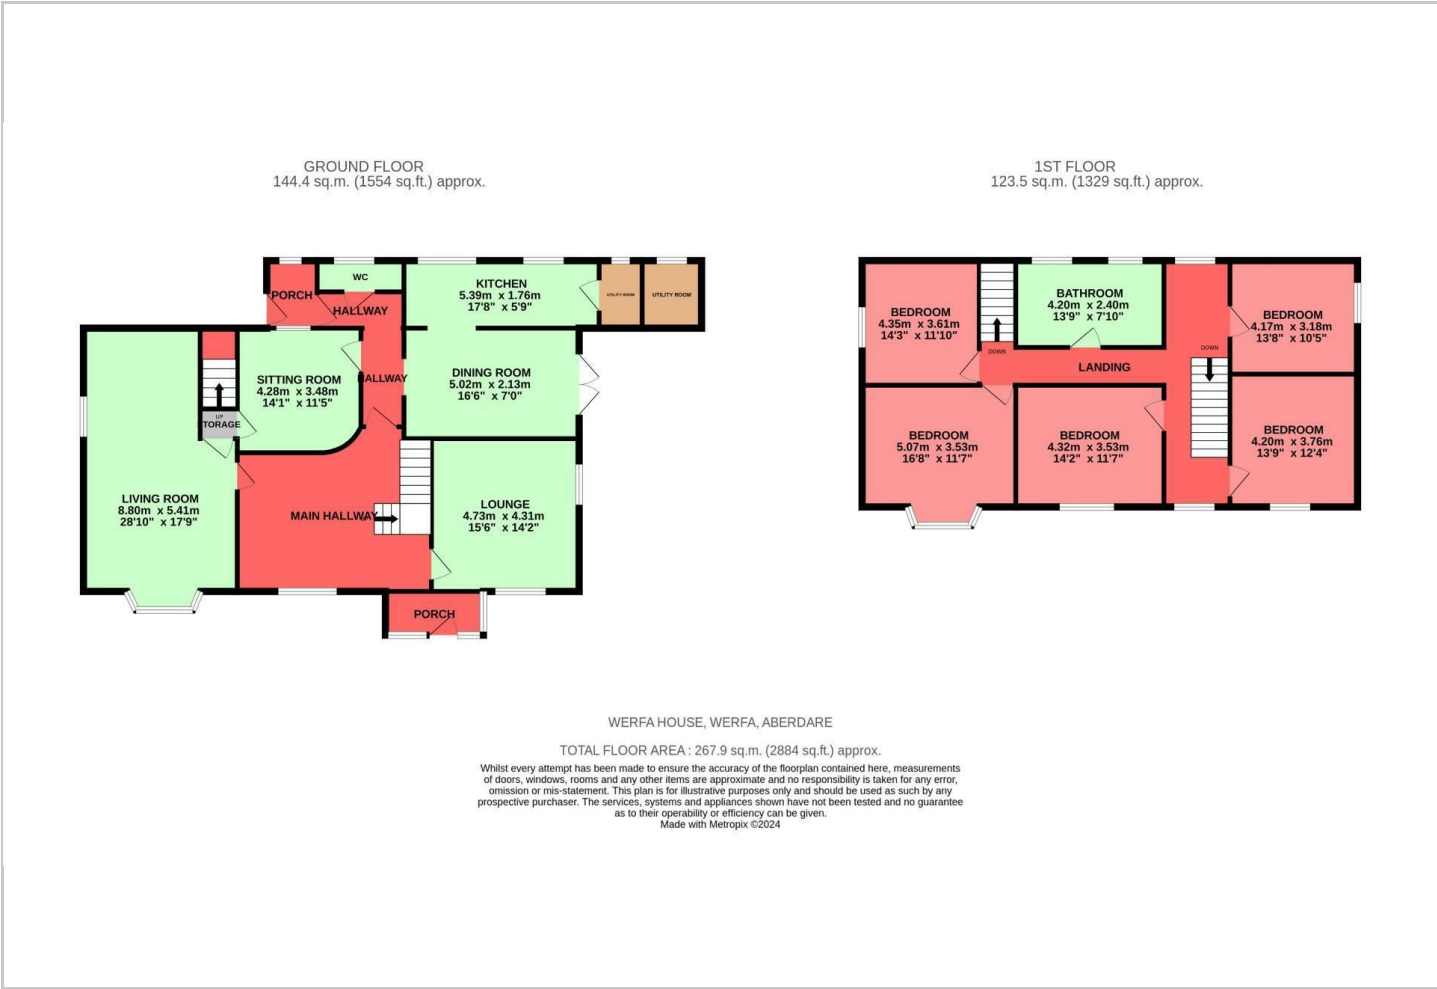 GROUND FLOOR
144.4 sq.m. (1554 sq.ft.) approx.
1ST FLOOR
123.5 sq.m. (1329 sq.ft.) approx.
PORCH
WC
HALLWAY
KITCHEN
5.39m x 1.76m
17'8" x 5'9"
UTILITY ROOM
UTILITY ROOM
SITTING ROOM
4.28m x 3.48m
14'1" x 11'5"
HALLWAY
DINING ROOM
5.02m x 2.13m
16'6" x 7'0"
UP
TORAGE
LIVING ROOM
8.80m x 5.41m
28'10" x 17'9"
MAIN HALLWAY
LOUNGE
4.73m x 4.31m
15'6" x 14'2"
PORCH
BEDROOM
4.35m x 3.61m
14'3" x 11'10"
DOWN
BATHROOM
4.20m x 2.40m
13'9" x 7'10"
LANDING
DOWN
BEDROOM
4.17m x 3.18m
13'8" x 10'5"
BEDROOM
5.07m x 3.53m
16'8" x 11'7"
BEDROOM
4.32m x 3.53m
14'2" x 11'7"
BEDROOM
4.20m x 3.76m
13'9" x 12'4"
WERFA HOUSE, WERFA, ABERDARE
TOTAL FLOOR AREA : 267.9 sq.m. (2884 sq.ft.) approx.
Whilst every attempt has been made to ensure the accuracy of the floorplan contained here, measurements
of doors, windows, rooms and any other items are approximate and no responsibility is taken for any error,
omission or mis-statement. This plan is for illustrative purposes only and should be used as such by any
prospective purchaser. The services, systems and appliances shown have not been tested and no guarantee
as to their operability or efficiency can be given.
Made with Metropix ©2024